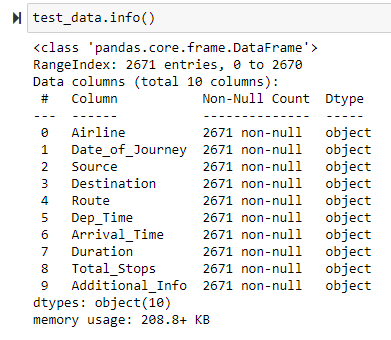 test_data.info()
<class 'pandas.core.frame.DataFrame'>
RangeIndex: 2671 entries, 0 to 2670
Data columns (total 10 columns):
 #   Column           Non-Null Count  Dtype
---  ------           --------------  -----
 0   Airline          2671 non-null   object
 1   Date_of_Journey  2671 non-null   object
 2   Source           2671 non-null   object
 3   Destination      2671 non-null   object
 4   Route            2671 non-null   object
 5   Dep_Time         2671 non-null   object
 6   Arrival_Time     2671 non-null   object
 7   Duration         2671 non-null   object
 8   Total_Stops      2671 non-null   object
 9   Additional_Info  2671 non-null   object
dtypes: object(10)
memory usage: 208.8+ KB